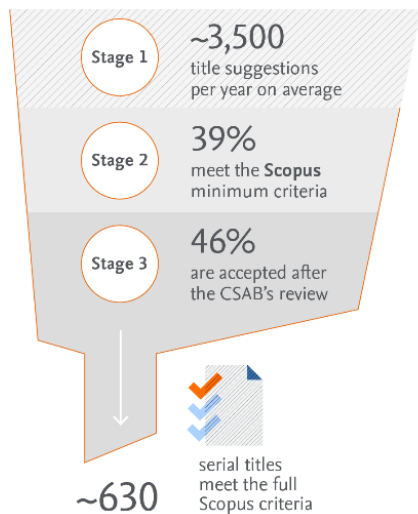 Stage 1
~3,500
title suggestions
per year on average
Stage 2
39%
meet the Scopus
minimum criteria
Stage 3
46%
are accepted after
the CSAB's review
~630
serial titles
meet the full
Scopus criteria